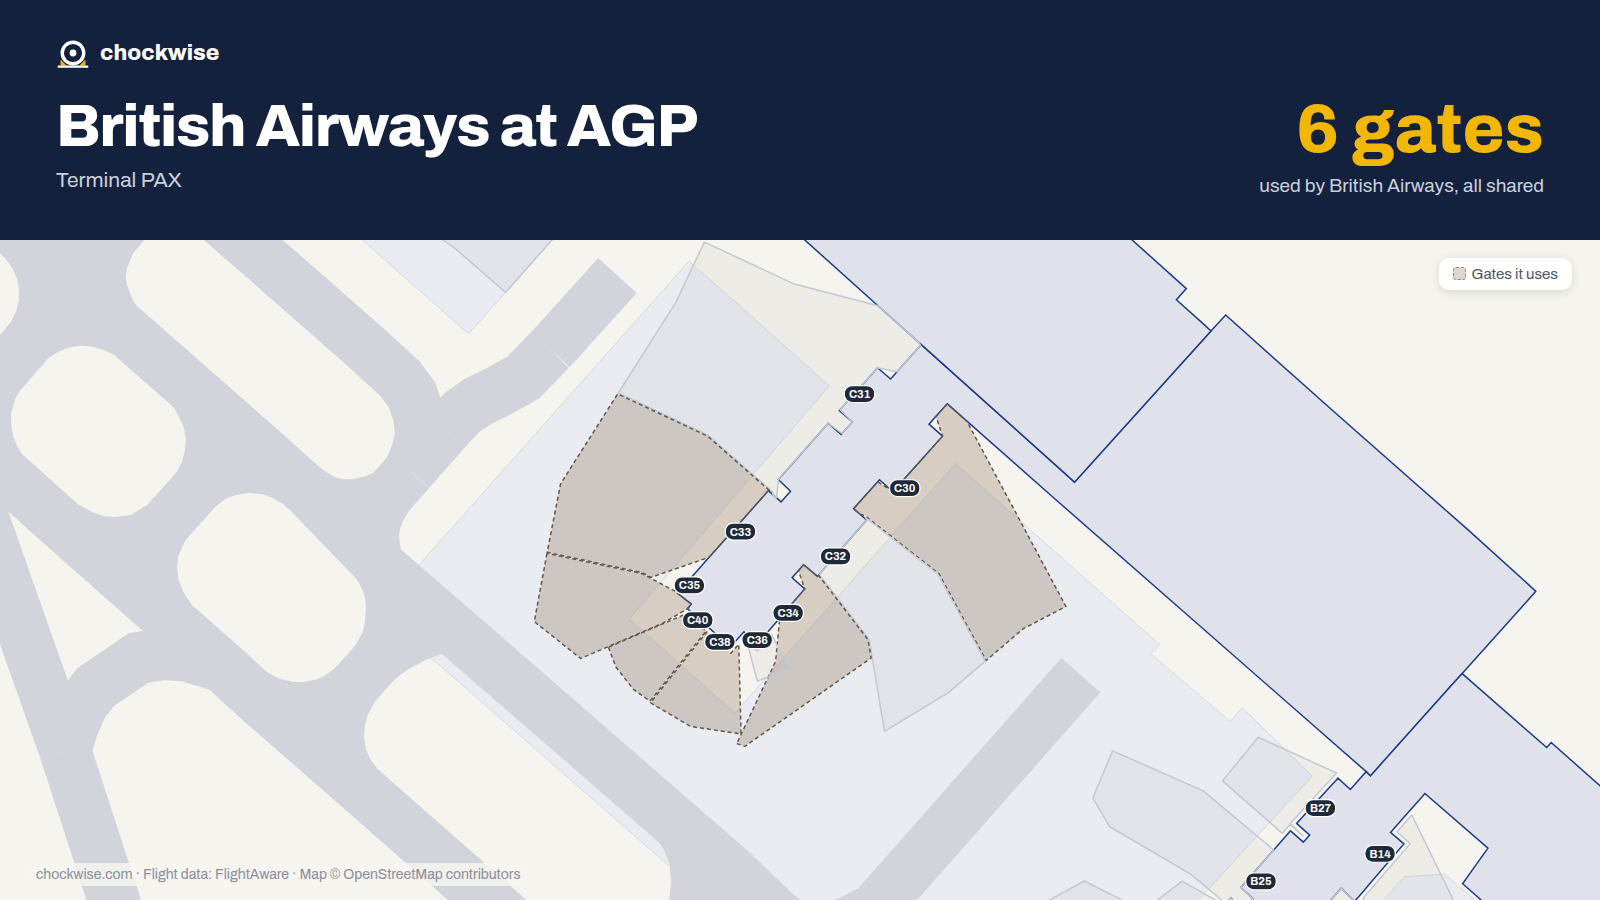 chockwise
British Airways at AGP
Terminal PAX
6 gates
used by British Airways, all shared
Gates it uses
C31
C30
C33
C32
C35
C34
C40
C38
C36
B27
B14
B25
chockwise.com · Flight data: FlightAware · Map © OpenStreetMap contributors